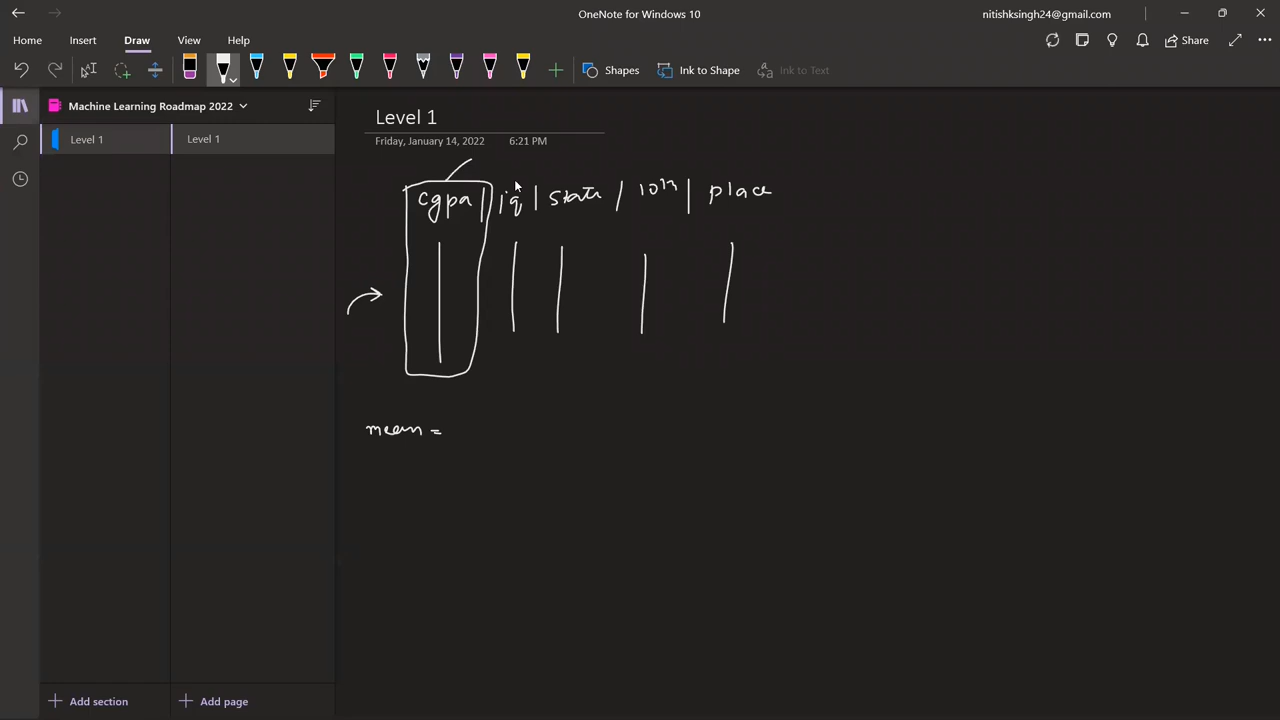 OneNote for Windows 10
nitishksingh24@gmail.com
Home Insert Draw View Help
Share
Shapes Ink to Shape Ink to Text
Machine Learning Roadmap 2022
Level 1
Level 1
Level 1
Friday, January 14, 2022 6:21 PM
cgpa | iq | state | 10th | place
mean =
Add section
Add page